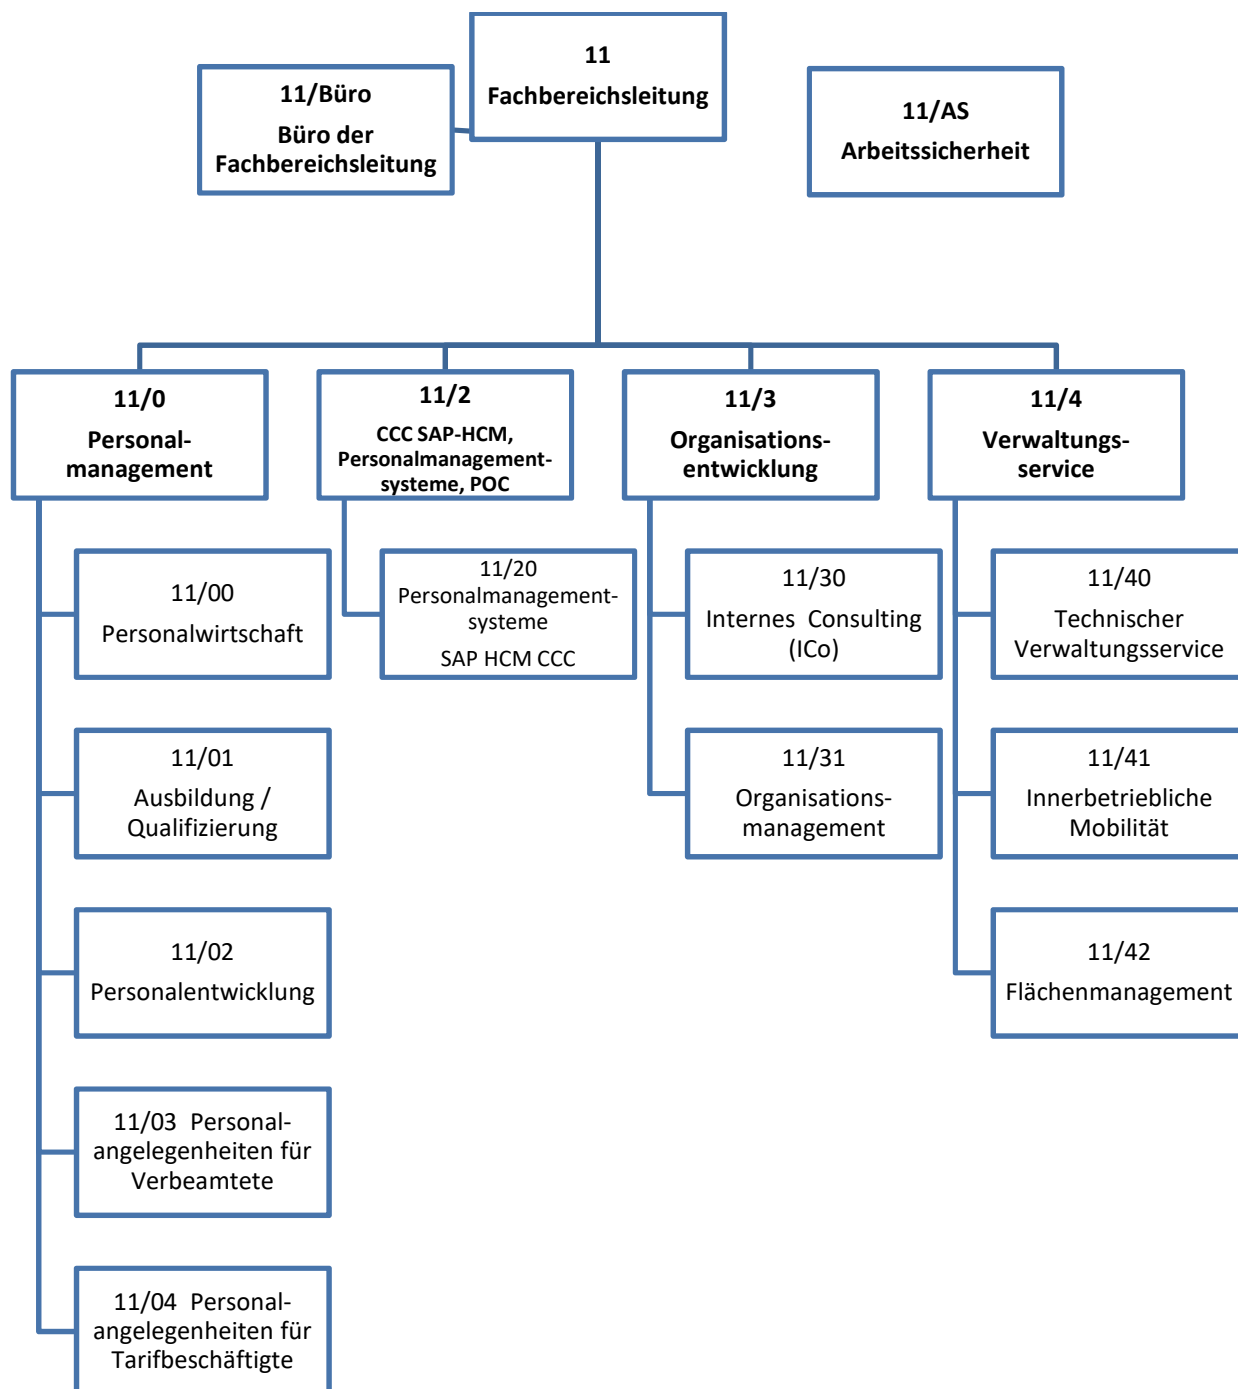 11
Fachbereichsleitung
11/Büro
Büro der
Fachbereichsleitung
11/AS
Arbeitssicherheit
11/0
Personal-
management
11/2
CCC SAP-HCM,
Personalmanagement-
systeme, POC
11/3
Organisations-
entwicklung
11/4
Verwaltungs-
service
11/00
Personalwirtschaft
11/01
Ausbildung /
Qualifizierung
11/02
Personalentwicklung
11/03  Personal-
angelegenheiten für
Verbeamtete
11/04  Personal-
angelegenheiten für
Tarifbeschäftigte
11/20
Personalmanagement-
systeme
SAP HCM CCC
11/30
Internes  Consulting
(ICo)
11/31
Organisations-
management
11/40
Technischer
Verwaltungsservice
11/41
Innerbetriebliche
Mobilität
11/42
Flächenmanagement